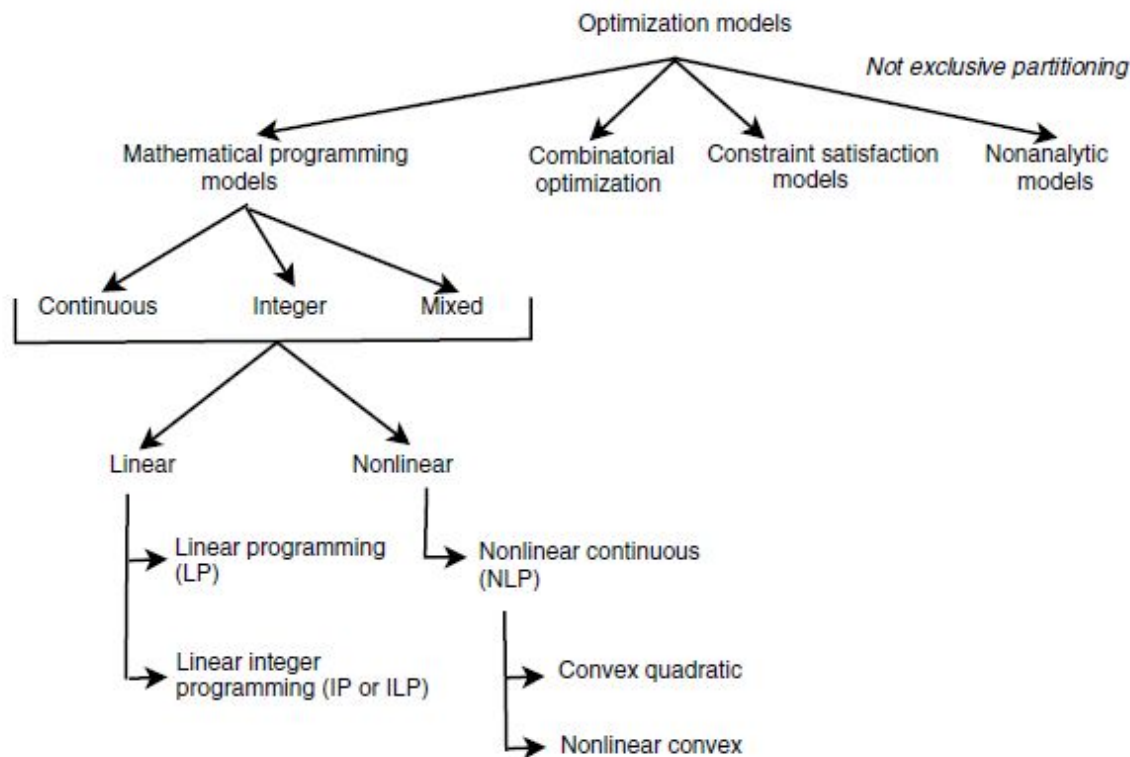 Optimization models
Not exclusive partitioning
Mathematical programming
models
Combinatorial
optimization
Constraint satisfaction
models
Nonanalytic
models
Continuous
Integer
Mixed
Linear
Nonlinear
Linear programming
(LP)
Nonlinear continuous
(NLP)
Linear integer
programming (IP or ILP)
Convex quadratic
Nonlinear convex